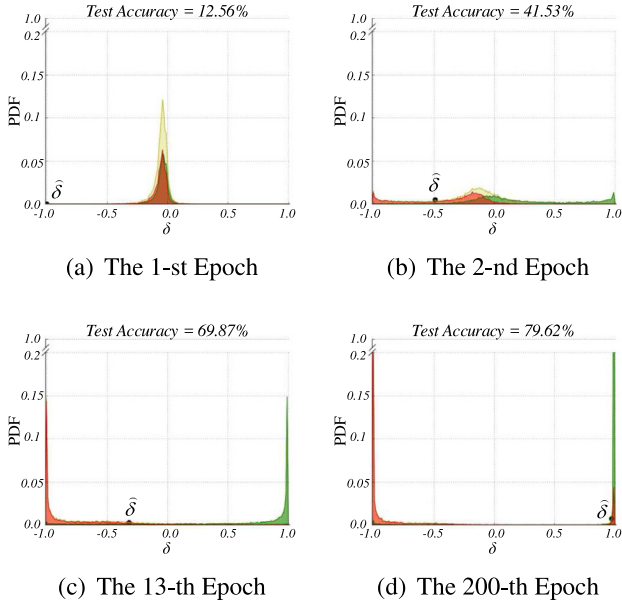 Test Accuracy = 12.56%
1.0
0.2
0.15
0.1
0.05
0.0
PDF
δ̂
-1.0 -0.5 0.0 0.5 1.0
δ
(a) The 1-st Epoch
Test Accuracy = 41.53%
1.0
0.2
0.15
0.1
0.05
0.0
PDF
δ̂
-1.0 -0.5 0.0 0.5 1.0
δ
(b) The 2-nd Epoch
Test Accuracy = 69.87%
1.0
0.2
0.15
0.1
0.05
0.0
PDF
δ̂
-1.0 -0.5 0.0 0.5 1.0
δ
(c) The 13-th Epoch
Test Accuracy = 79.62%
1.0
0.2
0.15
0.1
0.05
0.0
PDF
δ̂
-1.0 -0.5 0.0 0.5 1.0
δ
(d) The 200-th Epoch